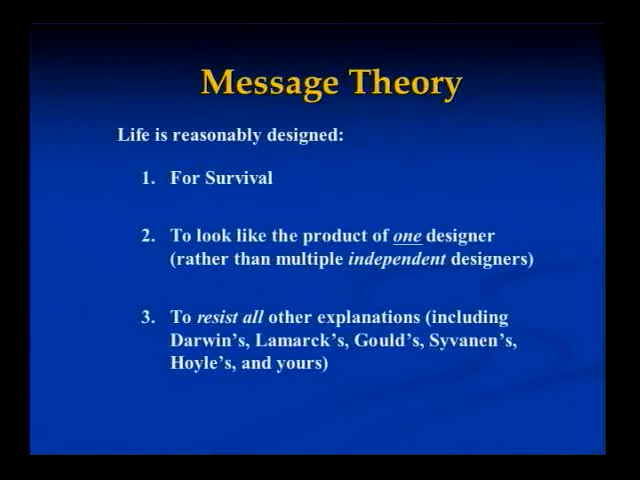 Message Theory
Life is reasonably designed:
1. For Survival
2. To look like the product of one designer
(rather than multiple independent designers)
3. To resist all other explanations (including
Darwin's, Lamarck's, Gould's, Syvanen's,
Hoyle's, and yours)